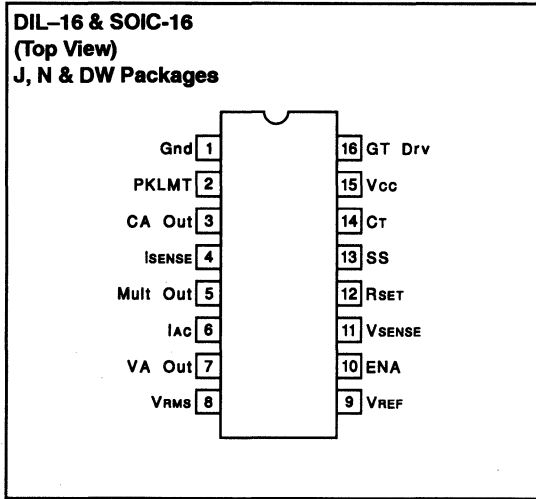 DIL–16 & SOIC-16
(Top View)
J, N & DW Packages
Gnd 1 16 GT Drv
PKLMT 2 15 VCC
CA Out 3 14 CT
ISENSE 4 13 SS
Mult Out 5 12 RSET
IAC 6 11 VSENSE
VA Out 7 10 ENA
VRMS 8 9 VREF